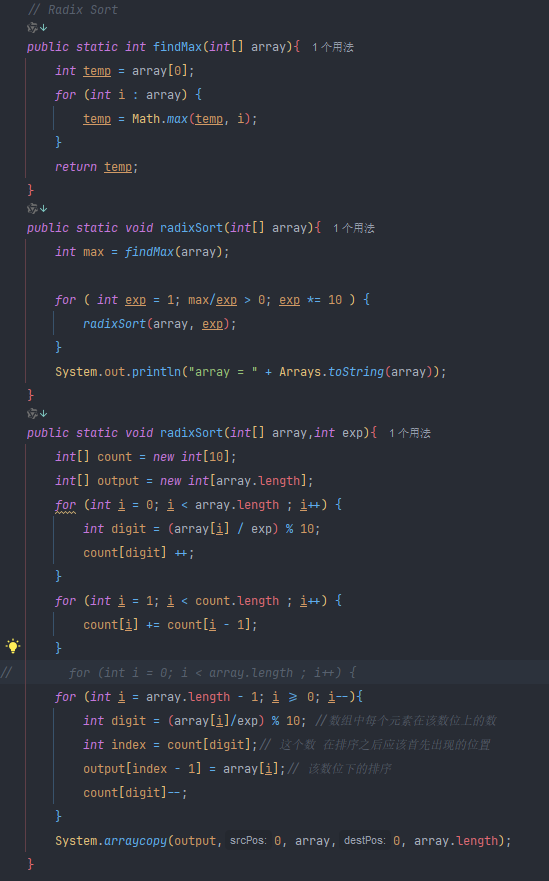 // Radix Sort
public static int findMax(int[] array){ 1个用法
int temp = array[0];
for (int i : array) {
temp = Math.max(temp, i);
}
return temp;
}
public static void radixSort(int[] array){ 1个用法
int max = findMax(array);
for ( int exp = 1; max/exp > 0; exp *= 10 ) {
radixSort(array, exp);
}
System.out.println("array = " + Arrays.toString(array));
}
public static void radixSort(int[] array,int exp){ 1个用法
int[] count = new int[10];
int[] output = new int[array.length];
for (int i = 0; i < array.length ; i++) {
int digit = (array[i] / exp) % 10;
count[digit] ++;
}
for (int i = 1; i < count.length ; i++) {
count[i] += count[i - 1];
}
// for (int i = 0; i < array.length ; i++) {
for (int i = array.length - 1; i >= 0; i--){
int digit = (array[i]/exp) % 10; //数组中每个元素在该数位上的数
int index = count[digit];// 这个数 在排序之后应该首先出现的位置
output[index - 1] = array[i];// 该数位下的排序
count[digit]--;
}
System.arraycopy(output, srcPos: 0, array, destPos: 0, array.length);
}